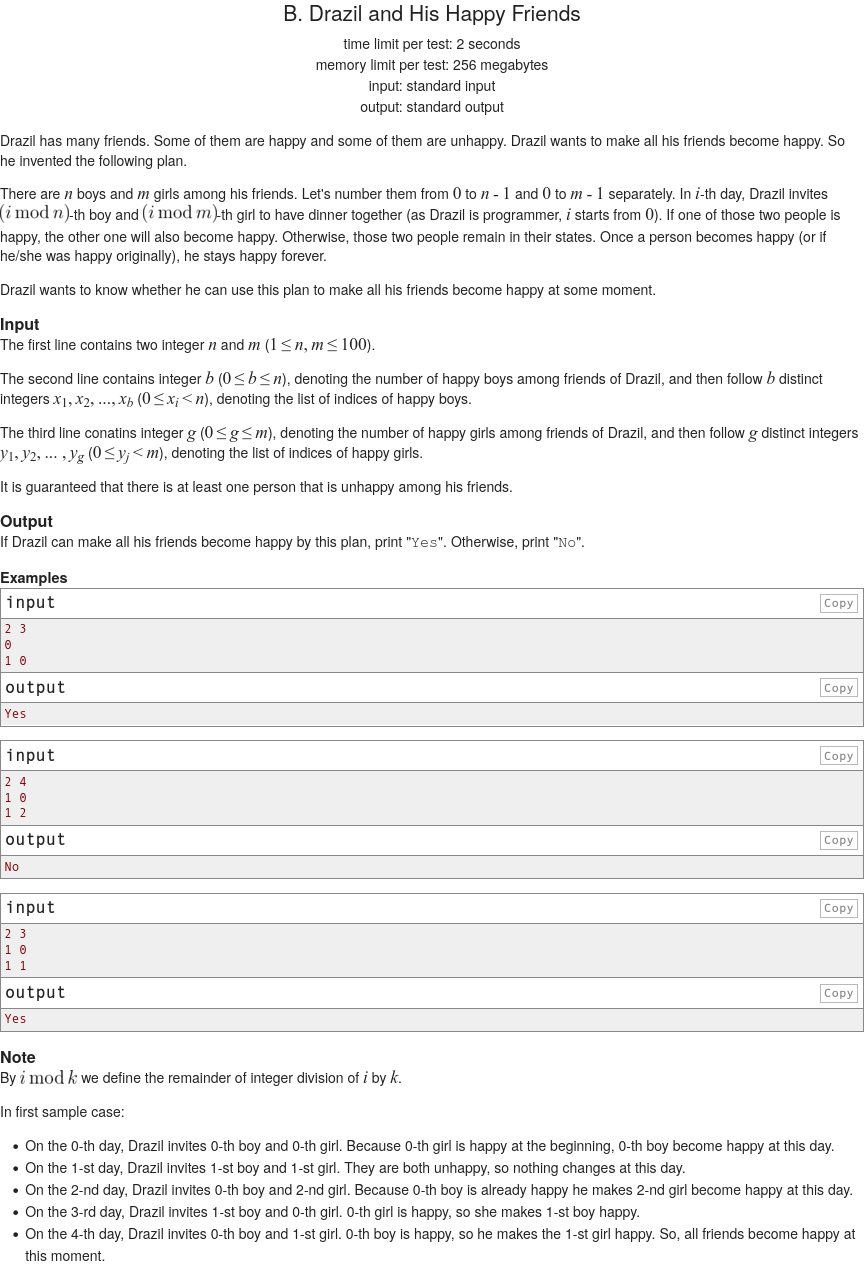 B. Drazil and His Happy Friends
time limit per test: 2 seconds
memory limit per test: 256 megabytes
input: standard input
output: standard output
Drazil has many friends. Some of them are happy and some of them are unhappy. Drazil wants to make all his friends become happy. So
he invented the following plan.
There are n boys and m girls among his friends. Let's number them from 0 to n - 1 and 0 to m - 1 separately. In i-th day, Drazil invites
(i mod n)-th boy and (i mod m)-th girl to have dinner together (as Drazil is programmer, i starts from 0). If one of those two people is
happy, the other one will also become happy. Otherwise, those two people remain in their states. Once a person becomes happy (or if
he/she was happy originally), he stays happy forever.
Drazil wants to know whether he can use this plan to make all his friends become happy at some moment.
Input
The first line contains two integer n and m (1 ≤ n, m ≤ 100).
The second line contains integer b (0 ≤ b ≤ n), denoting the number of happy boys among friends of Drazil, and then follow b distinct
integers x1, x2, ..., xb (0 ≤ xi < n), denoting the list of indices of happy boys.
The third line conatins integer g (0 ≤ g ≤ m), denoting the number of happy girls among friends of Drazil, and then follow g distinct integers
y1, y2, ... , yg (0 ≤ yj < m), denoting the list of indices of happy girls.
It is guaranteed that there is at least one person that is unhappy among his friends.
Output
If Drazil can make all his friends become happy by this plan, print "Yes". Otherwise, print "No".
Examples
input Copy
2 3
0
1 0
output Copy
Yes
input Copy
2 4
1 0
1 2
output Copy
No
input Copy
2 3
1 0
1 1
output Copy
Yes
Note
By i mod k we define the remainder of integer division of i by k.
In first sample case:
• On the 0-th day, Drazil invites 0-th boy and 0-th girl. Because 0-th girl is happy at the beginning, 0-th boy become happy at this day.
• On the 1-st day, Drazil invites 1-st boy and 1-st girl. They are both unhappy, so nothing changes at this day.
• On the 2-nd day, Drazil invites 0-th boy and 2-nd girl. Because 0-th boy is already happy he makes 2-nd girl become happy at this day.
• On the 3-rd day, Drazil invites 1-st boy and 0-th girl. 0-th girl is happy, so she makes 1-st boy happy.
• On the 4-th day, Drazil invites 0-th boy and 1-st girl. 0-th boy is happy, so he makes the 1-st girl happy. So, all friends become happy at
this moment.